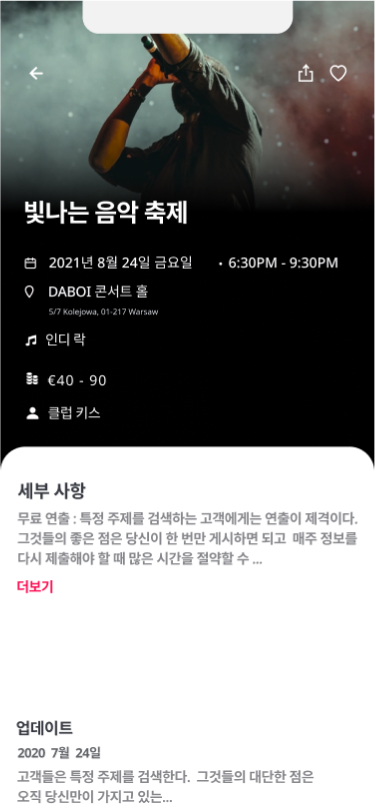 빛나는 음악 축제
2021년 8월 24일 금요일 • 6:30PM - 9:30PM
DABOI 콘서트 홀
5/7 Kolejowa, 01-217 Warsaw
인디 락
€40 - 90
클럽 키스
세부 사항
무료 연출 : 특정 주제를 검색하는 고객에게는 연출이 제격이다.
그것들의 좋은 점은 당신이 한 번만 게시하면 되고 매주 정보를
다시 제출해야 할 때 많은 시간을 절약할 수 ...
더보기
업데이트
2020 7월 24일
고객들은 특정 주제를 검색한다. 그것들의 대단한 점은
오직 당신만이 가지고 있는...